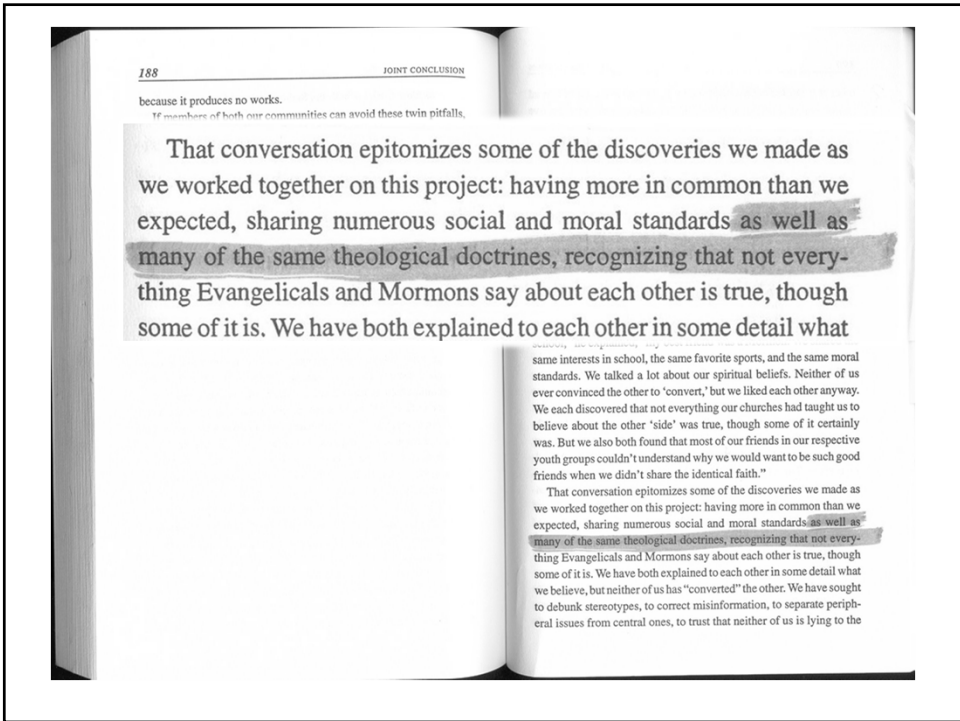 188
JOINT CONCLUSION
because it produces no works.
If members of both our communities can avoid these twin pitfalls,
That conversation epitomizes some of the discoveries we made as
we worked together on this project: having more in common than we
expected, sharing numerous social and moral standards as well as
many of the same theological doctrines, recognizing that not every-
thing Evangelicals and Mormons say about each other is true, though
some of it is. We have both explained to each other in some detail what
same interests in school, the same favorite sports, and the same moral
standards. We talked a lot about our spiritual beliefs. Neither of us
ever convinced the other to ‘convert,’ but we liked each other anyway.
We each discovered that not everything our churches had taught us to
believe about the other ‘side’ was true, though some of it certainly
was. But we also both found that most of our friends in our respective
youth groups couldn’t understand why we would want to be such good
friends when we didn’t share the identical faith.”
That conversation epitomizes some of the discoveries we made as
we worked together on this project: having more in common than we
expected, sharing numerous social and moral standards as well as
many of the same theological doctrines, recognizing that not every-
thing Evangelicals and Mormons say about each other is true, though
some of it is. We have both explained to each other in some detail what
we believe, but neither of us has “converted” the other. We have sought
to debunk stereotypes, to correct misinformation, to separate periph-
eral issues from central ones, to trust that neither of us is lying to the